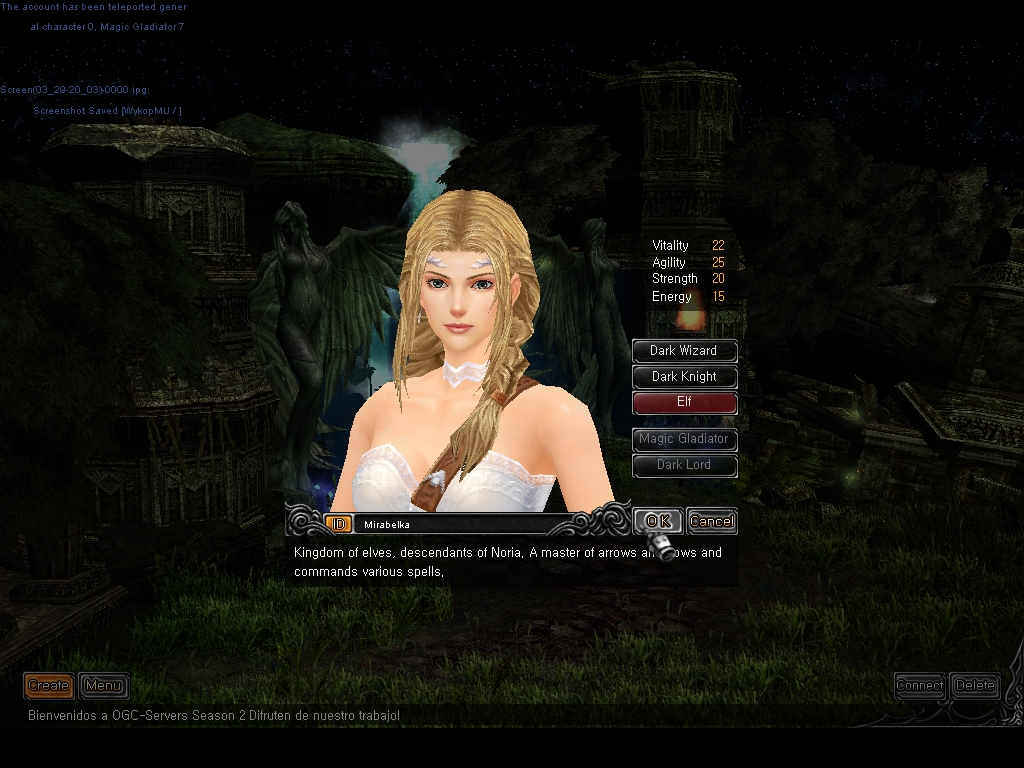 The account has been teleported gener
al character 0, Magic Gladiator 7
Screen(03_29-20_03)-0000.jpg:
Screenshot Saved [WykopMU / ]
Vitality 22
Agility 25
Strength 20
Energy 15
Dark Wizard
Dark Knight
Elf
Magic Gladiator
Dark Lord
ID Mirabelka
OK Cancel
Kingdom of elves, descendants of Noria, A master of arrows an ows and
commands various spells,
Create Menu
Connect Delete
Bienvenidos a OGC-Servers Season 2 Difruten de nuestro trabajo!